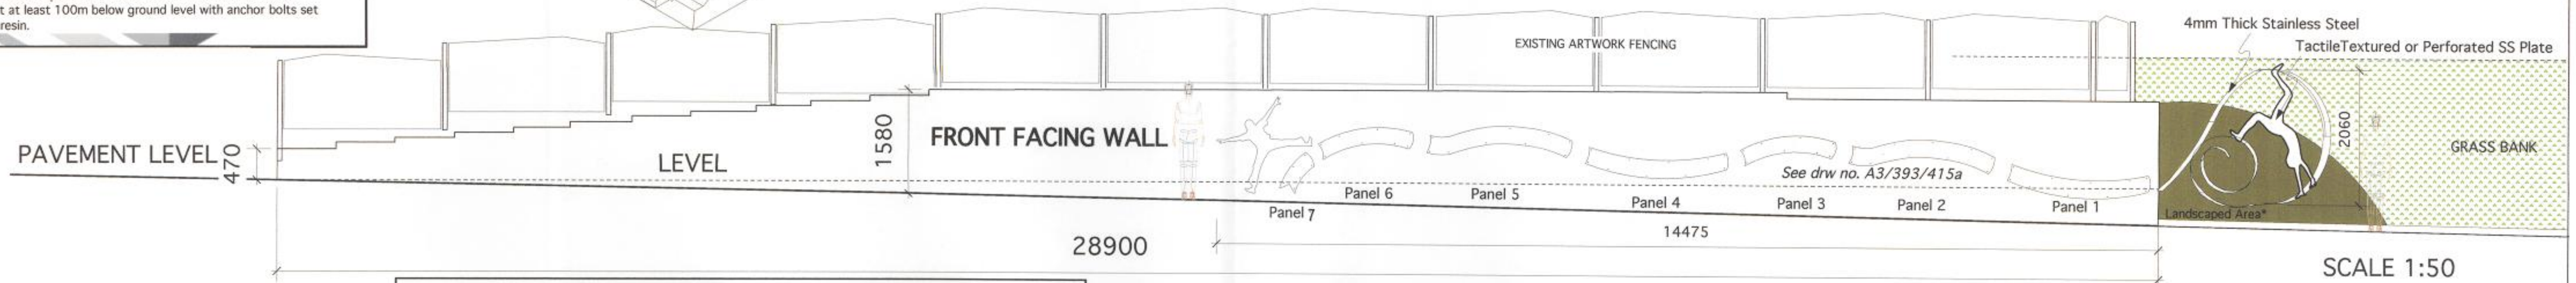 t at least 100m below ground level with anchor bolts set
resin.
4mm Thick Stainless Steel
EXISTING ARTWORK FENCING
TactileTextured or Perforated SS Plate
PAVEMENT LEVEL
470
LEVEL
1580
FRONT FACING WALL
2060
GRASS BANK
See drw no. A3/393/415a
Panel 7
Panel 6
Panel 5
Panel 4
Panel 3
Panel 2
Panel 1
Landscaped Area*
28900
14475
SCALE 1:50